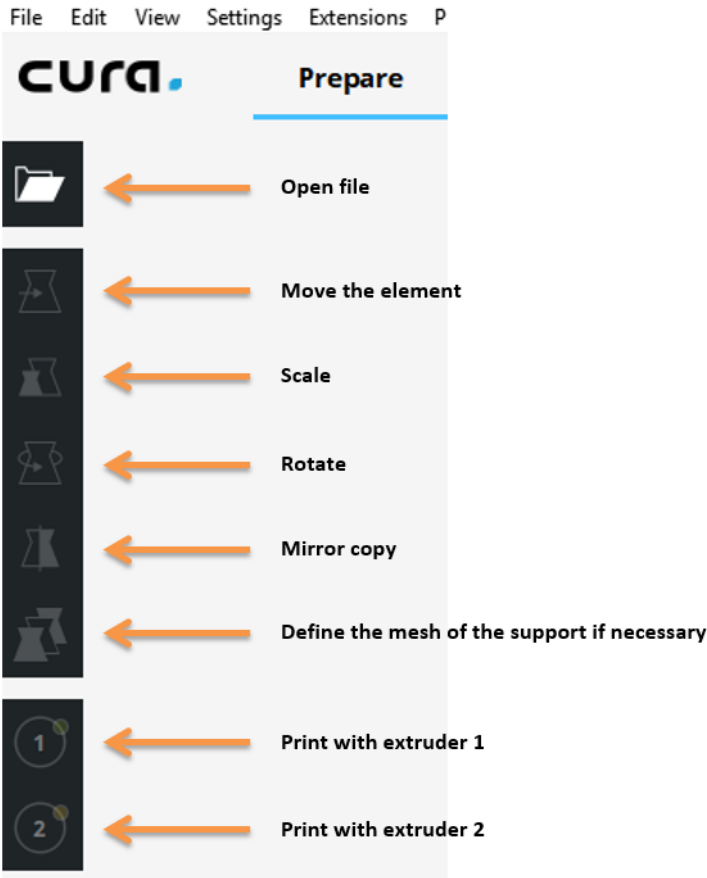 File Edit View Settings Extensions P
cura.
Prepare
Open file
Move the element
Scale
Rotate
Mirror copy
Define the mesh of the support if necessary
1 Print with extruder 1
2 Print with extruder 2